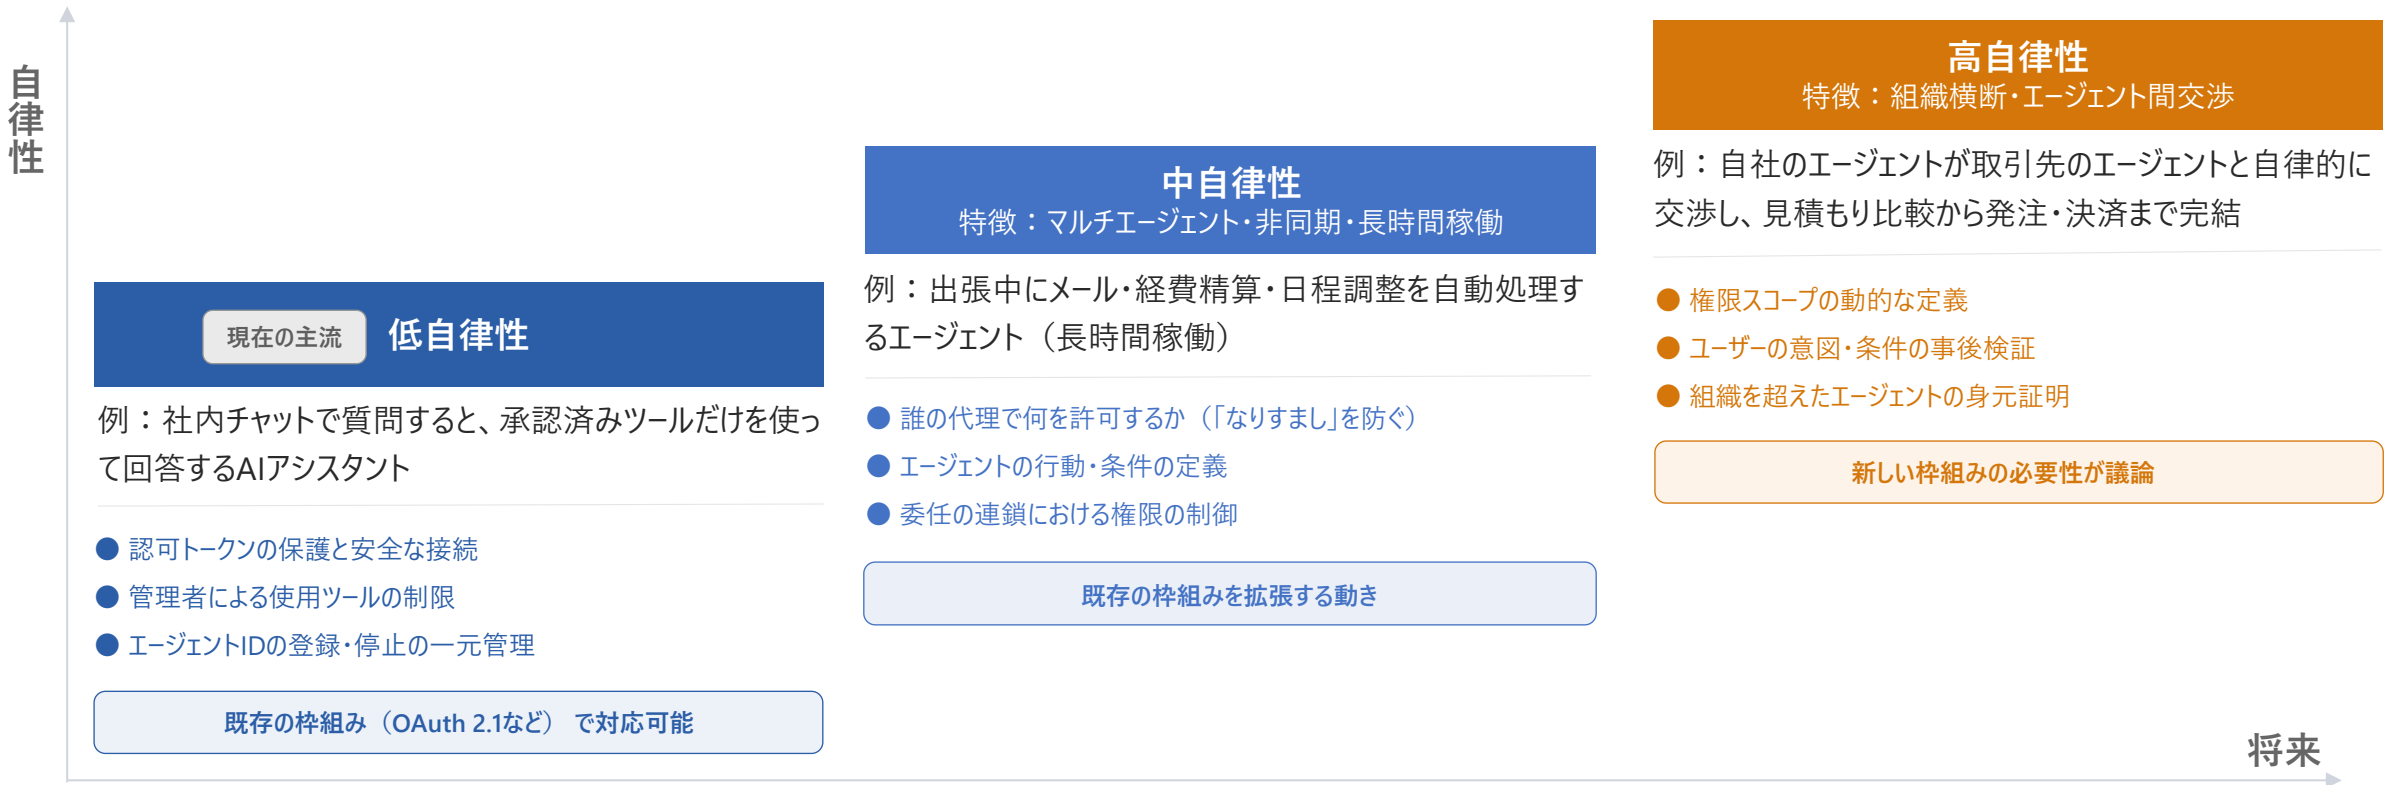 自律性
現在の主流
低自律性
例：社内チャットで質問すると、承認済みツールだけを使っ
て回答するAIアシスタント
● 認可トークンの保護と安全な接続
● 管理者による使用ツールの制限
● エージェントIDの登録・停止の一元管理
既存の枠組み（OAuth 2.1など） で対応可能
中自律性
特徴：マルチエージェント・非同期・長時間稼働
例：出張中にメール・経費精算・日程調整を自動処理す
るエージェント（長時間稼働）
● 誰の代理で何を許可するか（「なりすまし」を防ぐ）
● エージェントの行動・条件の定義
● 委任の連鎖における権限の制御
既存の枠組みを拡張する動き
高自律性
特徴：組織横断・エージェント間交渉
例：自社のエージェントが取引先のエージェントと自律的に
交渉し、見積もり比較から発注・決済まで完結
● 権限スコープの動的な定義
● ユーザーの意図・条件の事後検証
● 組織を超えたエージェントの身元証明
新しい枠組みの必要性が議論
将来